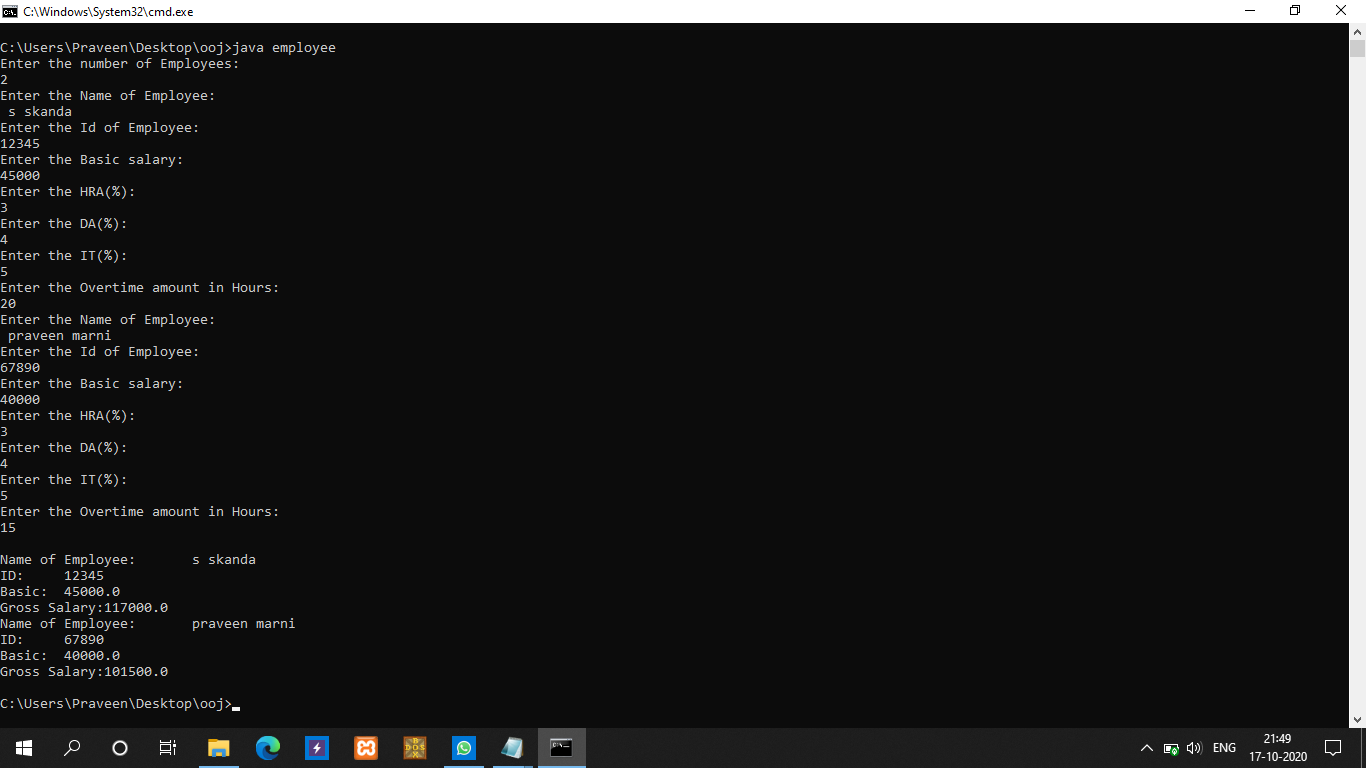 C:\Windows\System32\cmd.exe
C:\Users\Praveen\Desktop\ooj>java employee
Enter the number of Employees:
2
Enter the Name of Employee:
 s skanda
Enter the Id of Employee:
12345
Enter the Basic salary:
45000
Enter the HRA(%):
3
Enter the DA(%):
4
Enter the IT(%):
5
Enter the Overtime amount in Hours:
20
Enter the Name of Employee:
 praveen marni
Enter the Id of Employee:
67890
Enter the Basic salary:
40000
Enter the HRA(%):
3
Enter the DA(%):
4
Enter the IT(%):
5
Enter the Overtime amount in Hours:
15
Name of Employee:       s skanda
ID:     12345
Basic:  45000.0
Gross Salary:117000.0
Name of Employee:       praveen marni
ID:     67890
Basic:  40000.0
Gross Salary:101500.0
C:\Users\Praveen\Desktop\ooj>
ENG
21:49
17-10-2020